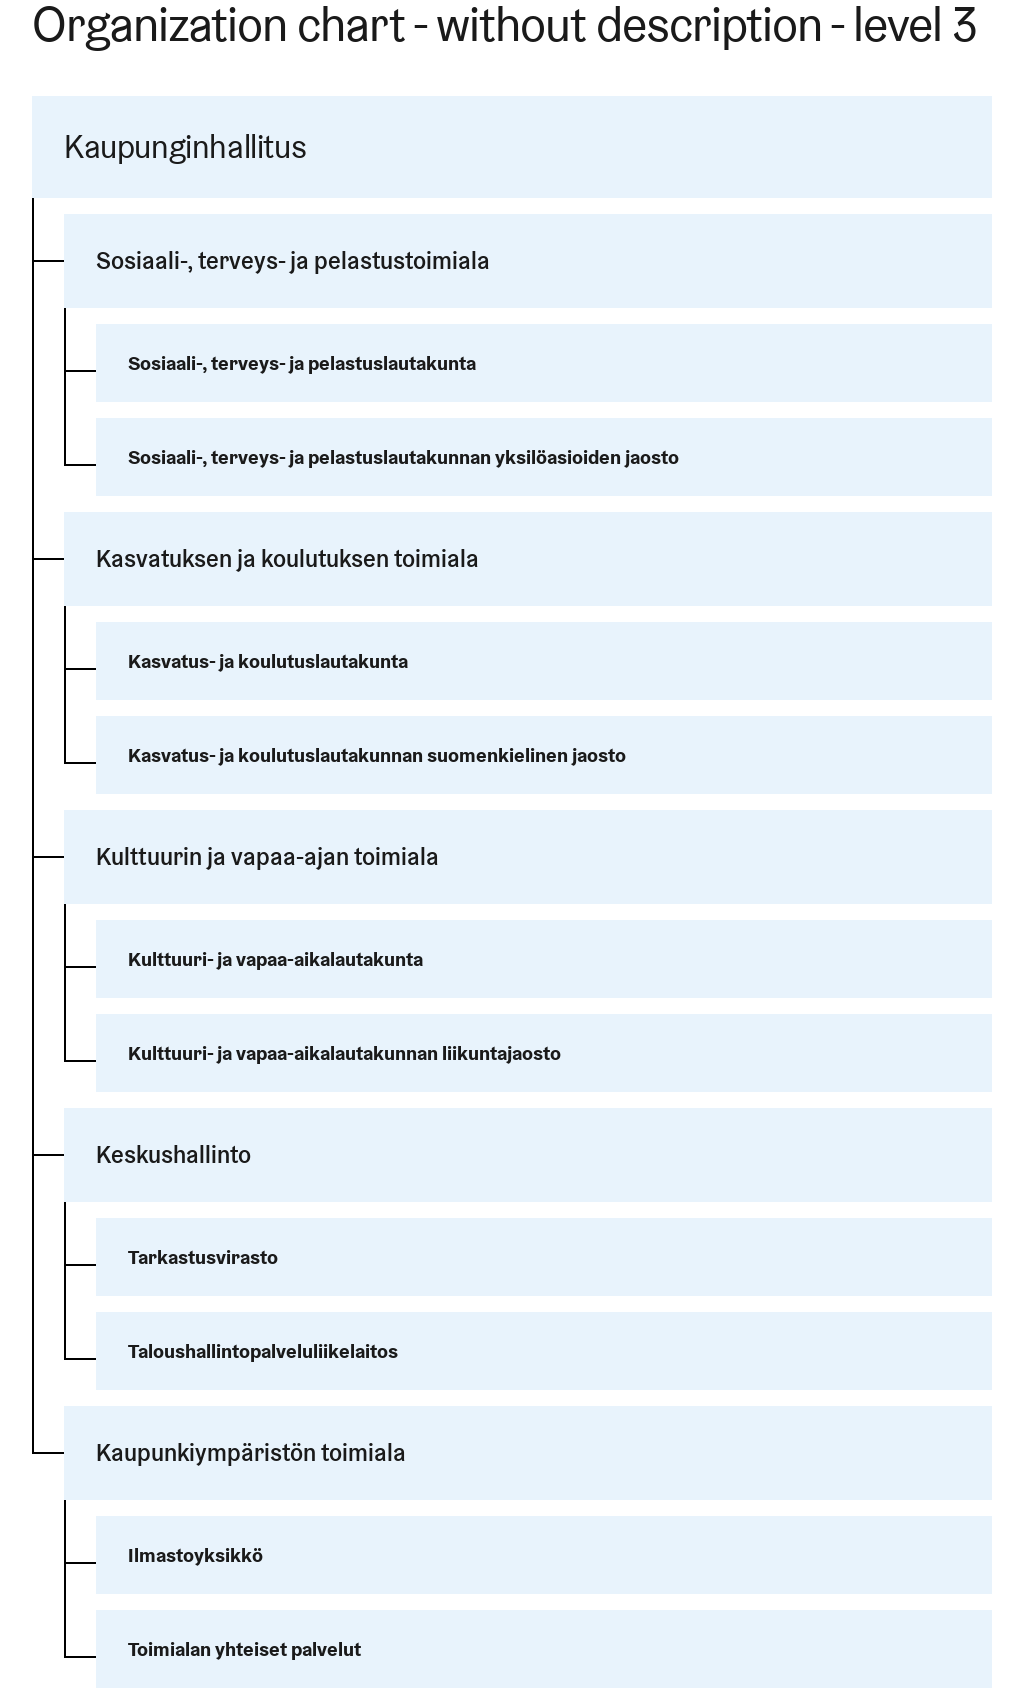 Organization chart - without description - level 3
Kaupunginhallitus
Sosiaali-, terveys- ja pelastustoimiala
Sosiaali-, terveys- ja pelastuslautakunta
Sosiaali-, terveys- ja pelastuslautakunnan yksilöasioiden jaosto
Kasvatuksen ja koulutuksen toimiala
Kasvatus- ja koulutuslautakunta
Kasvatus- ja koulutuslautakunnan suomenkielinen jaosto
Kulttuurin ja vapaa-ajan toimiala
Kulttuuri- ja vapaa-aikalautakunta
Kulttuuri- ja vapaa-aikalautakunnan liikuntajaosto
Keskushallinto
Tarkastusvirasto
Taloushallintopalveluliikelaitos
Kaupunkiympäristön toimiala
Ilmastoyksikkö
Toimialan yhteiset palvelut